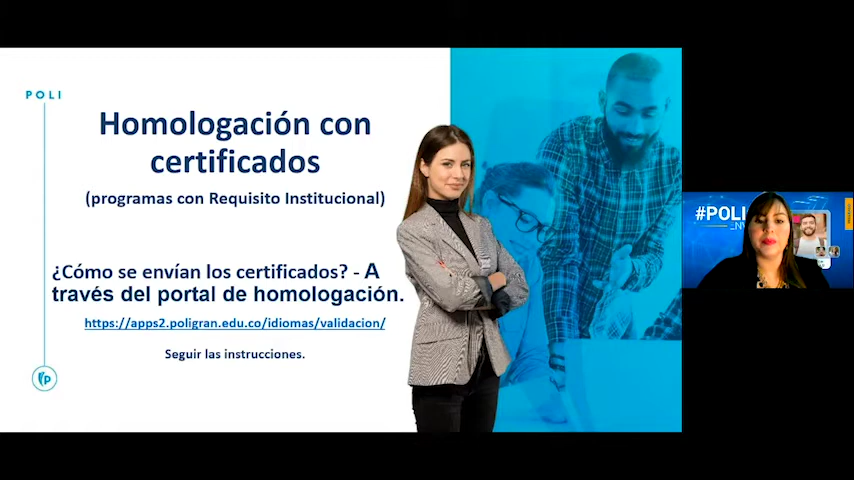 POLI
Homologación con
certificados
(programas con Requisito Institucional)
¿Cómo se envían los certificados? - A
través del portal de homologación.
https://apps2.poligran.edu.co/idiomas/validacion/
Seguir las instrucciones.
p
#POLI